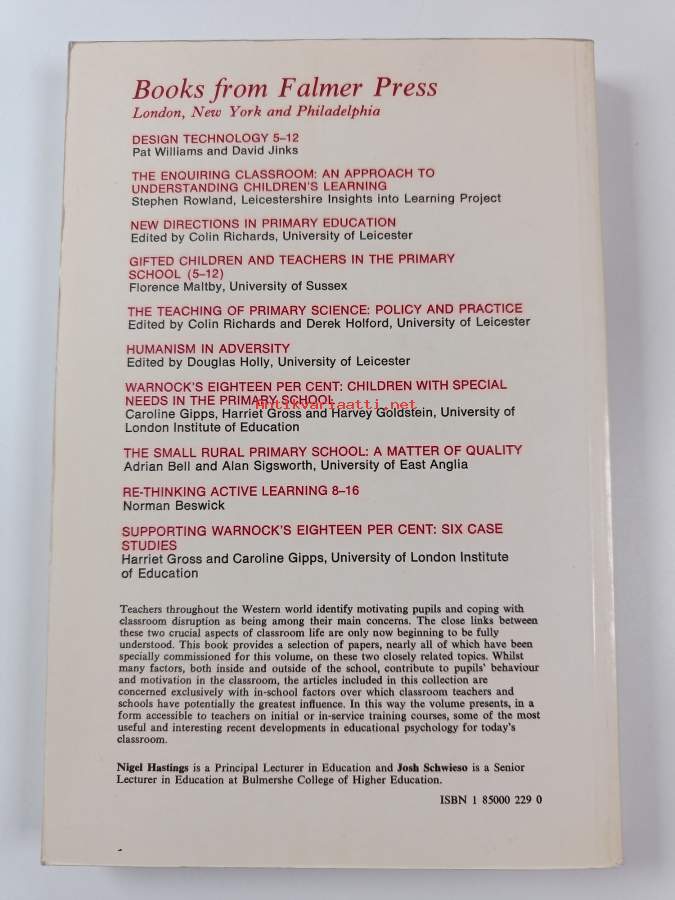 Books from Falmer Press
London, New York and Philadelphia
DESIGN TECHNOLOGY 5–12
Pat Williams and David Jinks
THE ENQUIRING CLASSROOM: AN APPROACH TO
UNDERSTANDING CHILDREN'S LEARNING
Stephen Rowland, Leicestershire Insights into Learning Project
NEW DIRECTIONS IN PRIMARY EDUCATION
Edited by Colin Richards, University of Leicester
GIFTED CHILDREN AND TEACHERS IN THE PRIMARY
SCHOOL (5–12)
Florence Maltby, University of Sussex
THE TEACHING OF PRIMARY SCIENCE: POLICY AND PRACTICE
Edited by Colin Richards and Derek Holford, University of Leicester
HUMANISM IN ADVERSITY
Edited by Douglas Holly, University of Leicester
WARNOCK'S EIGHTEEN PER CENT: CHILDREN WITH SPECIAL
NEEDS IN THE PRIMARY SCHOOL
Antikvariaatti.net
Caroline Gipps, Harriet Gross and Harvey Goldstein, University of
London Institute of Education
THE SMALL RURAL PRIMARY SCHOOL: A MATTER OF QUALITY
Adrian Bell and Alan Sigsworth, University of East Anglia
RE-THINKING ACTIVE LEARNING 8–16
Norman Beswick
SUPPORTING WARNOCK'S EIGHTEEN PER CENT: SIX CASE
STUDIES
Harriet Gross and Caroline Gipps, University of London Institute
of Education
Teachers throughout the Western world identify motivating pupils and coping with
classroom disruption as being among their main concerns. The close links between
these two crucial aspects of classroom life are only now beginning to be fully
understood. This book provides a selection of papers, nearly all of which have been
specially commissioned for this volume, on these two closely related topics. Whilst
many factors, both inside and outside of the school, contribute to pupils' behaviour
and motivation in the classroom, the articles included in this collection are
concerned exclusively with in-school factors over which classroom teachers and
schools have potentially the greatest influence. In this way the volume presents, in a
form accessible to teachers on initial or in-service training courses, some of the most
useful and interesting recent developments in educational psychology for today's
classroom.
Nigel Hastings is a Principal Lecturer in Education and Josh Schwieso is a Senior
Lecturer in Education at Bulmershe College of Higher Education.
ISBN 1 85000 229 0